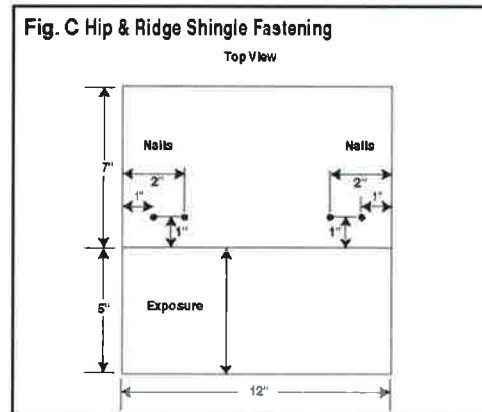 Fig. C Hip & Ridge Shingle Fastening
Top View
Nails Nails
7"
2" 2"
1" 1"
1" 1"
5"
Exposure
12"